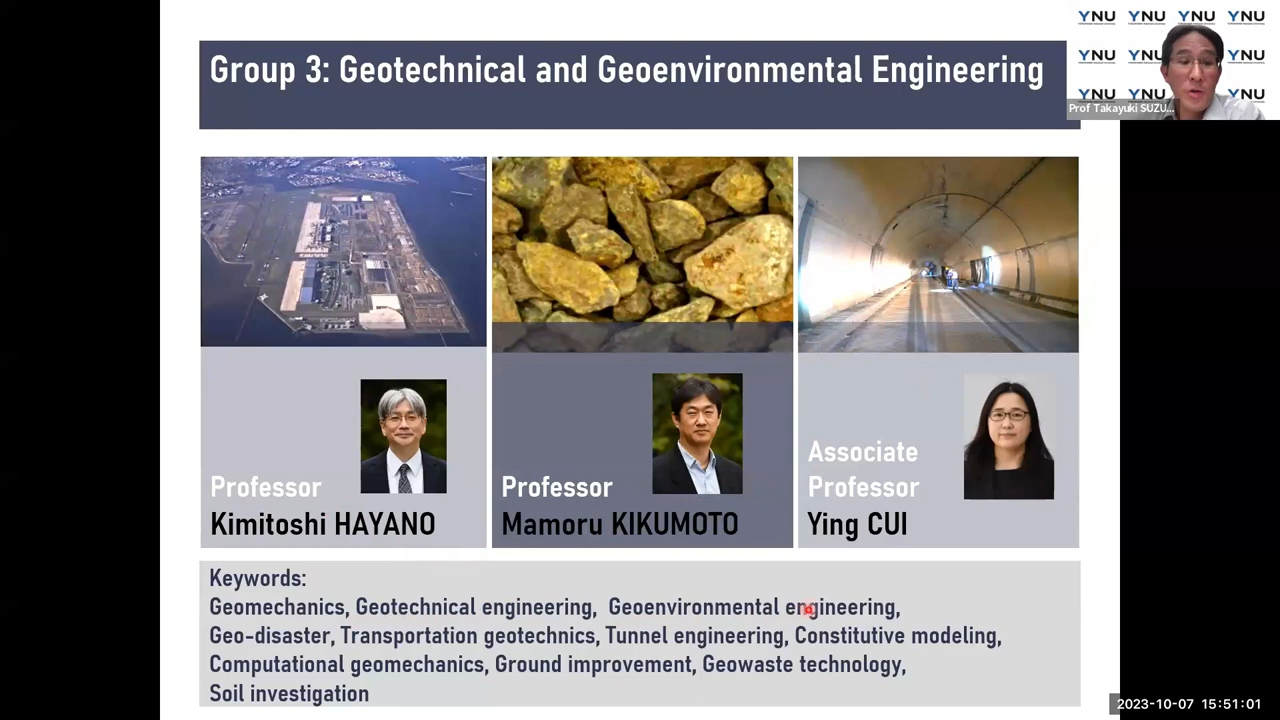 Group 3: Geotechnical and Geoenvironmental Engineering
YNU YNU YNU YNU
YNU YNU YNU
YNU YNU YNU
Prof Takayuki SUZU...
Professor
Kimitoshi HAYANO
Professor
Mamoru KIKUMOTO
Associate
Professor
Ying CUI
Keywords:
Geomechanics, Geotechnical engineering, Geoenvironmental engineering,
Geo-disaster, Transportation geotechnics, Tunnel engineering, Constitutive modeling,
Computational geomechanics, Ground improvement, Geowaste technology,
Soil investigation
2023-10-07 15:51:01